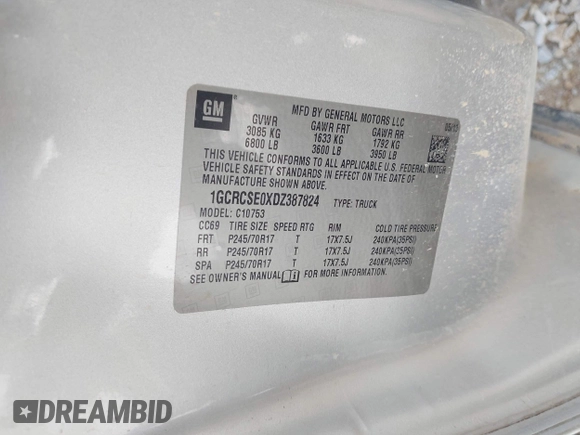 GM
MFD BY GENERAL MOTORS LLC
05/13
GVWR GAWR FRT GAWR RR
3085 KG 1633 KG 1792 KG
6800 LB 3600 LB 3950 LB
THIS VEHICLE CONFORMS TO ALL APPLICABLE U.S. FEDERAL MOTOR
VEHICLE SAFETY STANDARDS IN EFFECT ON THE DATE OF
MANUFACTURE SHOWN ABOVE.
1GCRCSE0XDZ387824 TYPE: TRUCK
MODEL: C10753
CC69 TIRE SIZE SPEED RTG RIM COLD TIRE PRESSURE
FRT P245/70R17 T 17X7.5J 240KPA(35PSI)
RR P245/70R17 T 17X7.5J 240KPA(35PSI)
SPA P245/70R17 T 17X7.5J 240KPA(35PSI)
SEE OWNER'S MANUAL FOR MORE INFORMATION.
DREAMBID